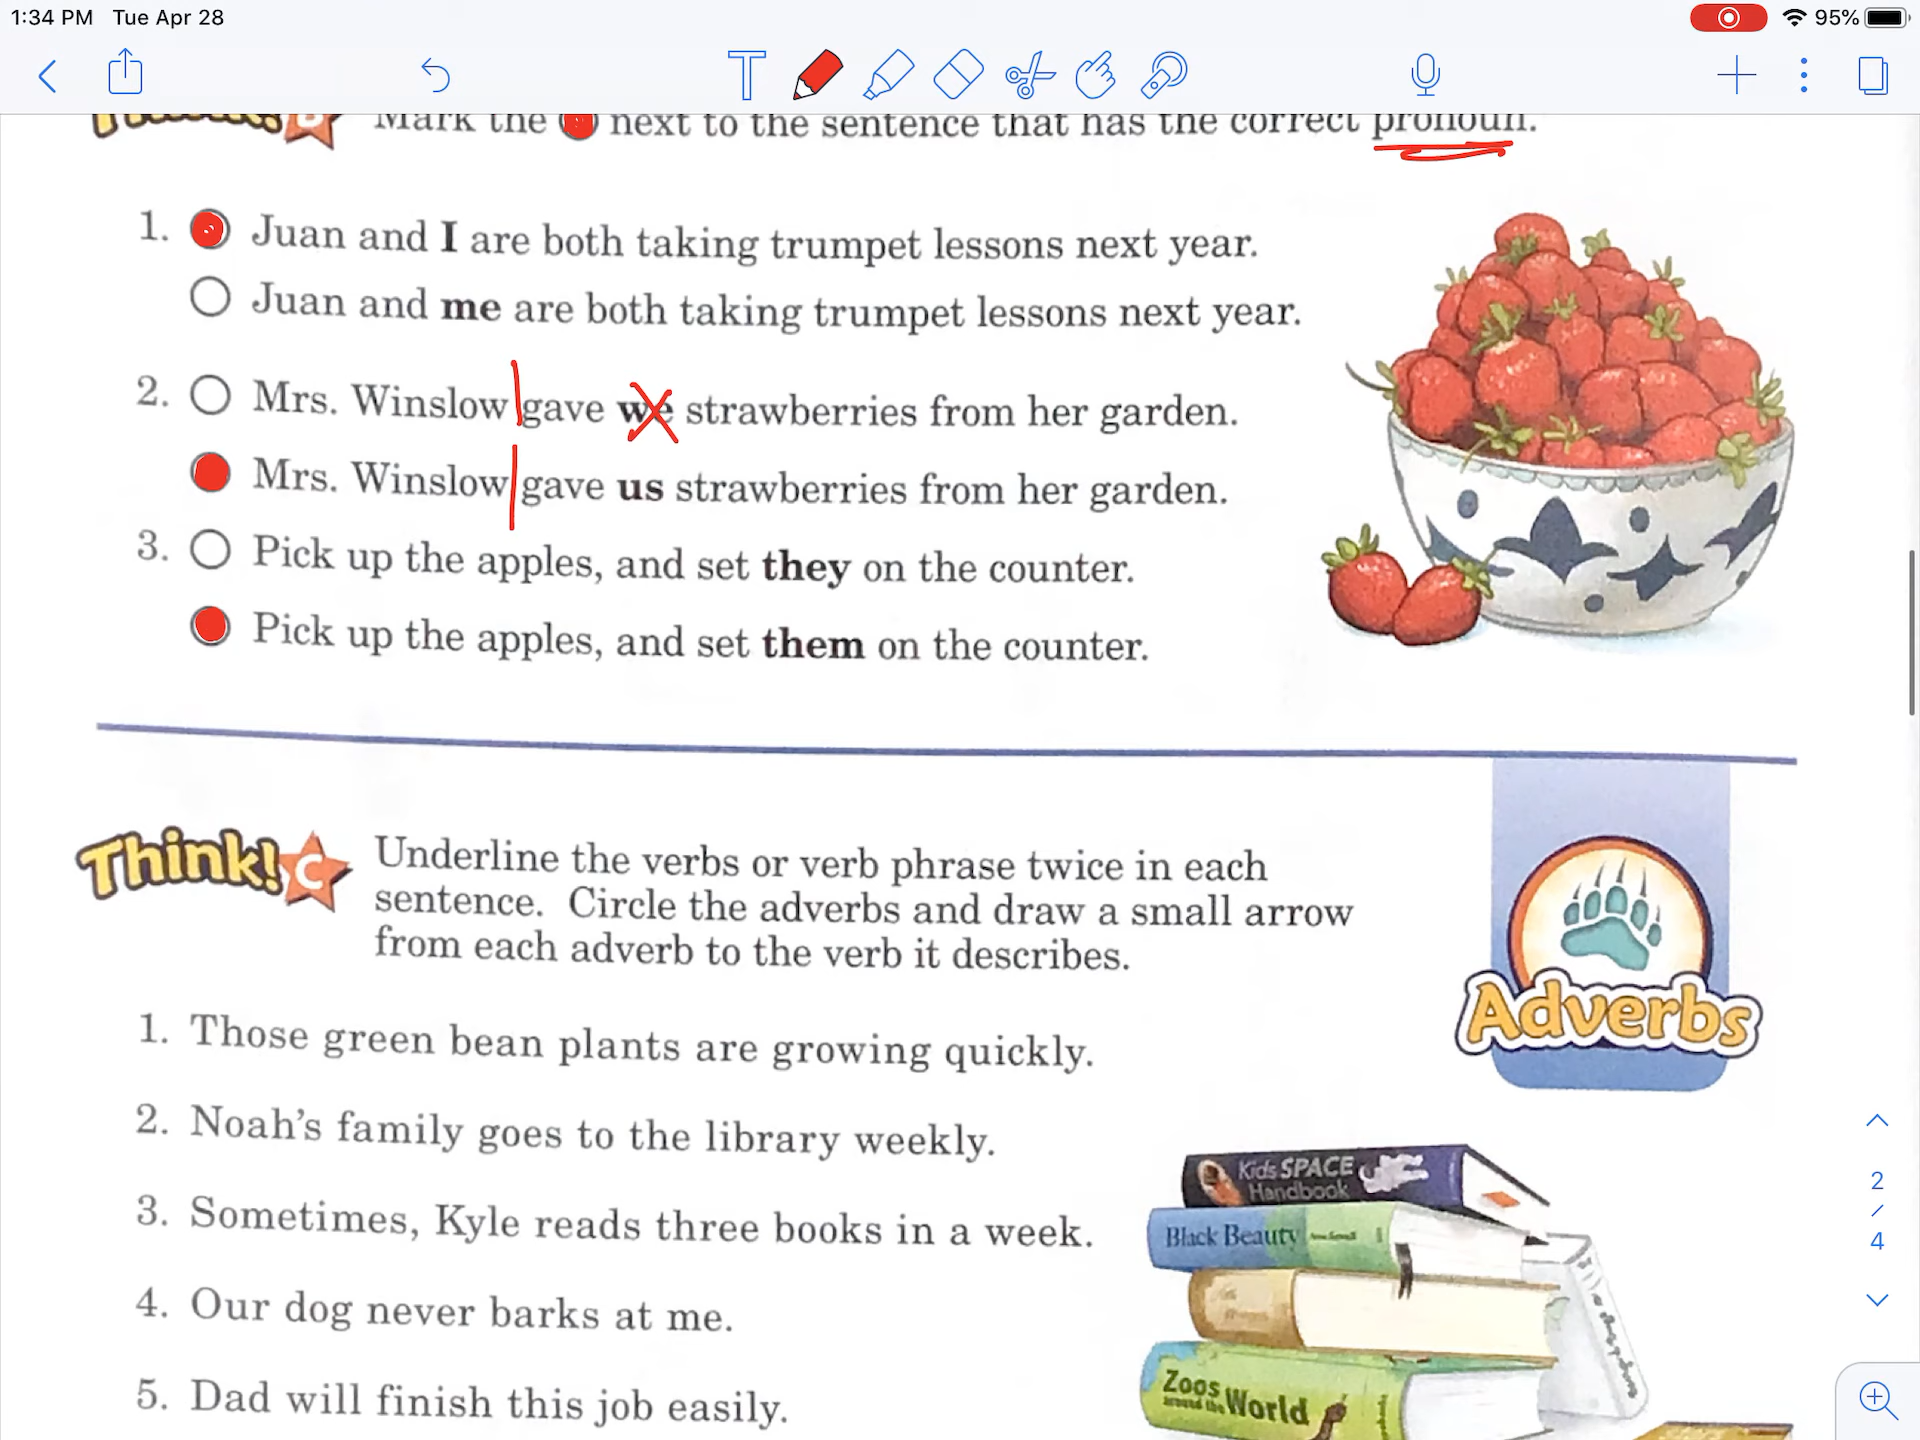 1:34 PM Tue Apr 28
95%
T
Think! B Mark the next to the sentence that has the correct pronoun.
1. Juan and I are both taking trumpet lessons next year.
Juan and me are both taking trumpet lessons next year.
2. Mrs. Winslow gave we strawberries from her garden.
Mrs. Winslow gave us strawberries from her garden.
3. Pick up the apples, and set they on the counter.
Pick up the apples, and set them on the counter.
Think! C
Underline the verbs or verb phrase twice in each
sentence. Circle the adverbs and draw a small arrow
from each adverb to the verb it describes.
Adverbs
1. Those green bean plants are growing quickly.
2. Noah's family goes to the library weekly.
3. Sometimes, Kyle reads three books in a week.
4. Our dog never barks at me.
5. Dad will finish this job easily.
Kids SPACE
Handbook
Black Beauty
Zoos
around the World
2
/
4